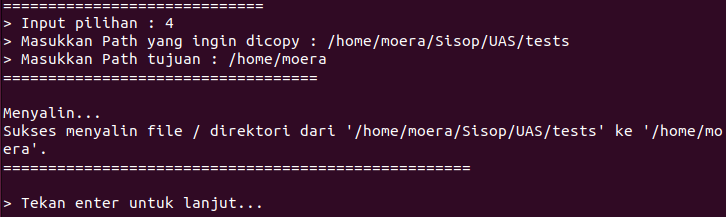 =============================
> Input pilihan : 4
> Masukkan Path yang ingin dicopy : /home/moera/Sisop/UAS/tests
> Masukkan Path tujuan : /home/moera
===================================

Menyalin...
Sukses menyalin file / direktori dari '/home/moera/Sisop/UAS/tests' ke '/home/mo
era'.
====================================================

> Tekan enter untuk lanjut...